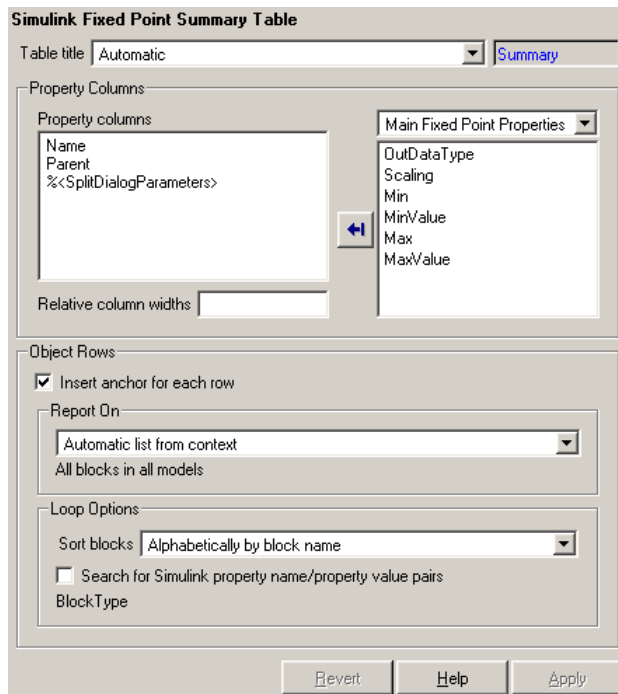 Simulink Fixed Point Summary Table
Table title Automatic Summary
Property Columns
Property columns
Name
Parent
%<SplitDialogParameters>
Relative column widths
Main Fixed Point Properties
OutDataType
Scaling
Min
MinValue
Max
MaxValue
Object Rows
Insert anchor for each row
Report On
Automatic list from context
All blocks in all models
Loop Options
Sort blocks Alphabetically by block name
Search for Simulink property name/property value pairs
BlockType
Revert Help Apply